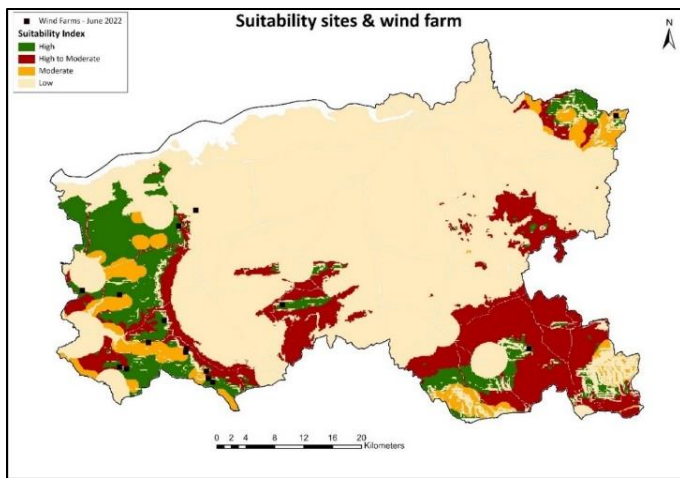 Suitability sites & wind farm
Wind Farms - June 2022
Suitability Index
High
High to Moderate
Moderate
Low
N
0 2 4 8 12 16 20
Kilometers